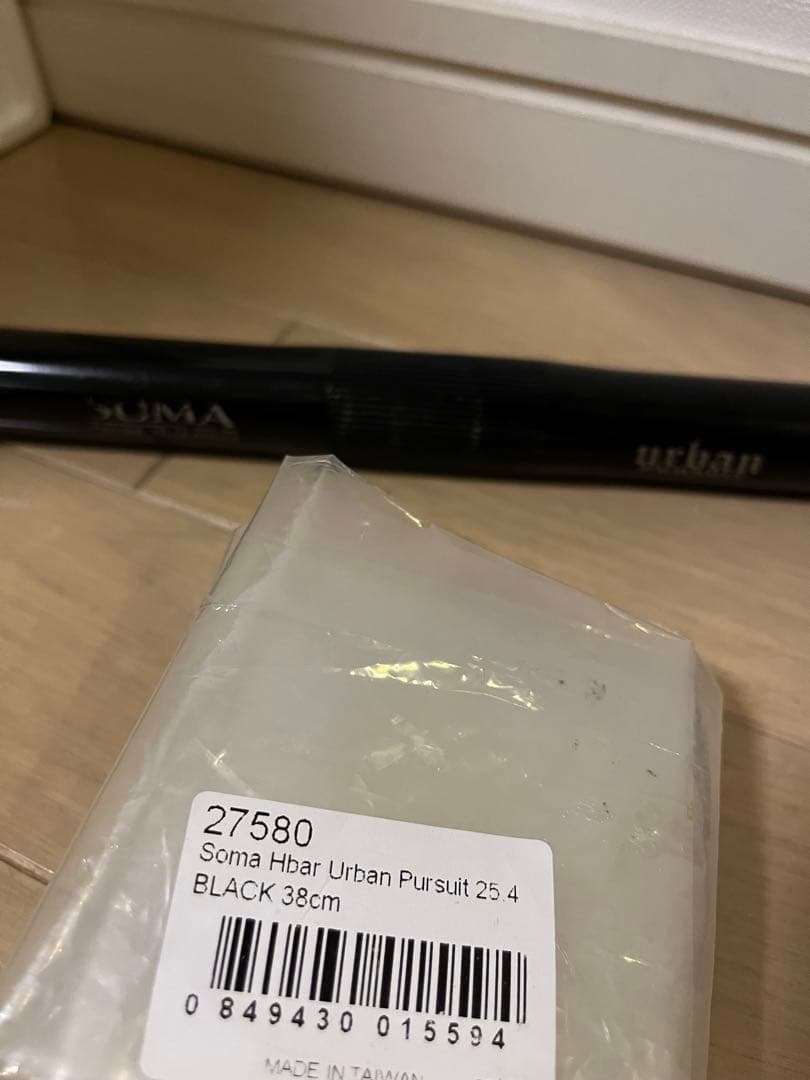 SOMA
urban
27580
Soma Hbar Urban Pursuit 25.4
BLACK 38cm
0 849430 015594
MADE IN TAIWAN